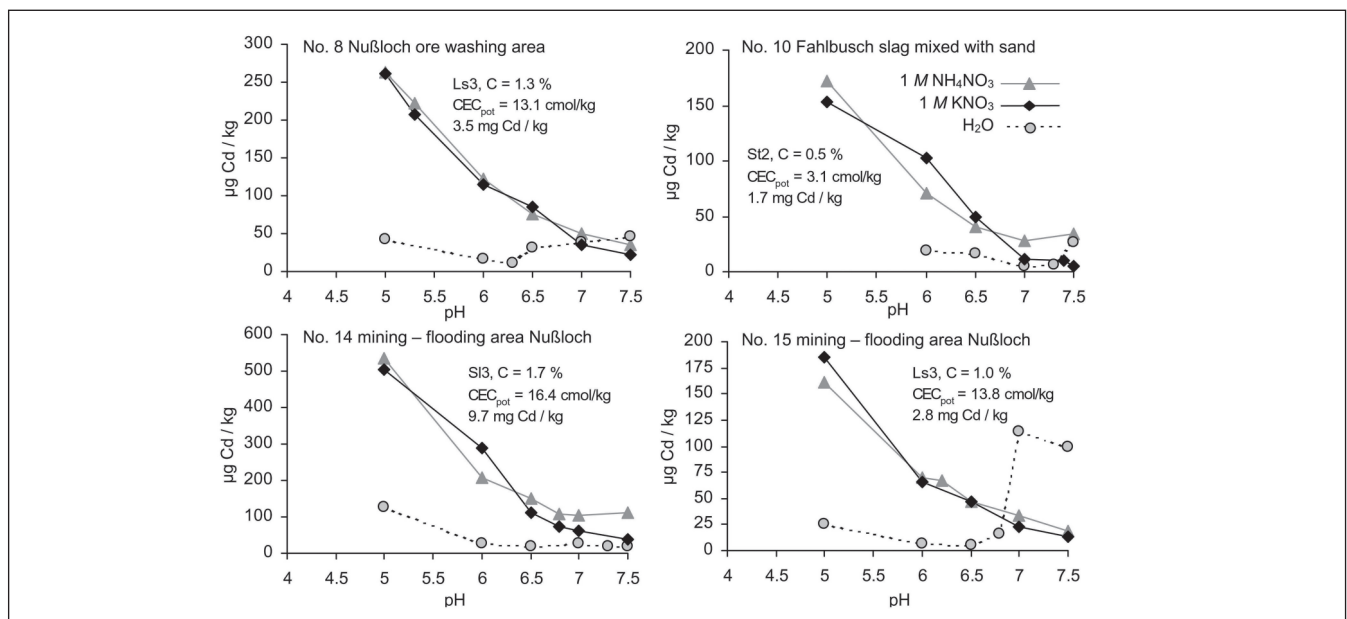 No. 8 Nußloch ore washing area
Ls3, C = 1.3 %
CECpot = 13.1 cmol/kg
3.5 mg Cd / kg
µg Cd / kg
300
250
200
150
100
50
0
4 4.5 5 5.5 6 6.5 7 7.5
pH
No. 10 Fahlbusch slag mixed with sand
1 M NH₄NO₃
1 M KNO₃
H₂O
St2, C = 0.5 %
CECpot = 3.1 cmol/kg
1.7 mg Cd / kg
µg Cd / kg
200
150
100
50
0
4 4.5 5 5.5 6 6.5 7 7.5
pH
No. 14 mining – flooding area Nußloch
Sl3, C = 1.7 %
CECpot = 16.4 cmol/kg
9.7 mg Cd / kg
µg Cd / kg
600
500
400
300
200
100
0
4 4.5 5 5.5 6 6.5 7 7.5
pH
No. 15 mining – flooding area Nußloch
Ls3, C = 1.0 %
CECpot = 13.8 cmol/kg
2.8 mg Cd / kg
µg Cd / kg
200
175
150
125
100
75
50
25
0
4 4.5 5 5.5 6 6.5 7 7.5
pH